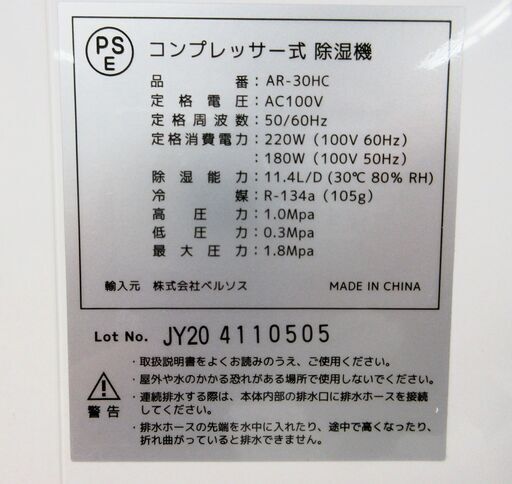 PS
E
コンプレッサー式 除湿機
品番：AR-30HC
定格電圧：AC100V
定格周波数：50/60Hz
定格消費電力：220W（100V 60Hz）
：180W（100V 50Hz）
除湿能力：11.4L/D (30℃ 80% RH)
冷媒：R-134a（105g）
高圧力：1.0Mpa
低圧力：0.3Mpa
最大圧力：1.8Mpa
輸入元 株式会社ベルソス MADE IN CHINA
Lot No. JY20 4110505
・取扱説明書をよくお読みのうえ、ご使用ください。
・屋外や水のかかる恐れがある場所で使用しないでください。
・連続排水する際は、本体内部の排水口に排水ホースを接続
してください。
・排水ホースの先端を水中に入れたり、途中で高くなったり、
折れ曲がっていると排水できません。
警告